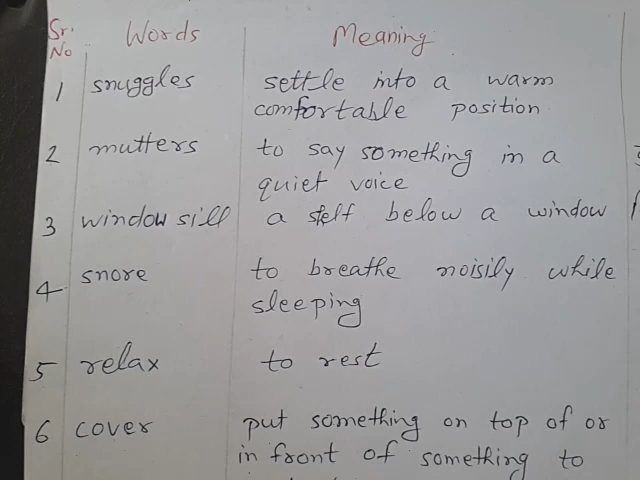 Sr. No Words Meaning
1 snuggles settle into a warm
comfortable position
2 mutters to say something in a
quiet voice
3 window sill a shelf below a window
4 snore to breathe noisily while
sleeping
5 relax to rest
6 cover put something on top of or
in front of something to